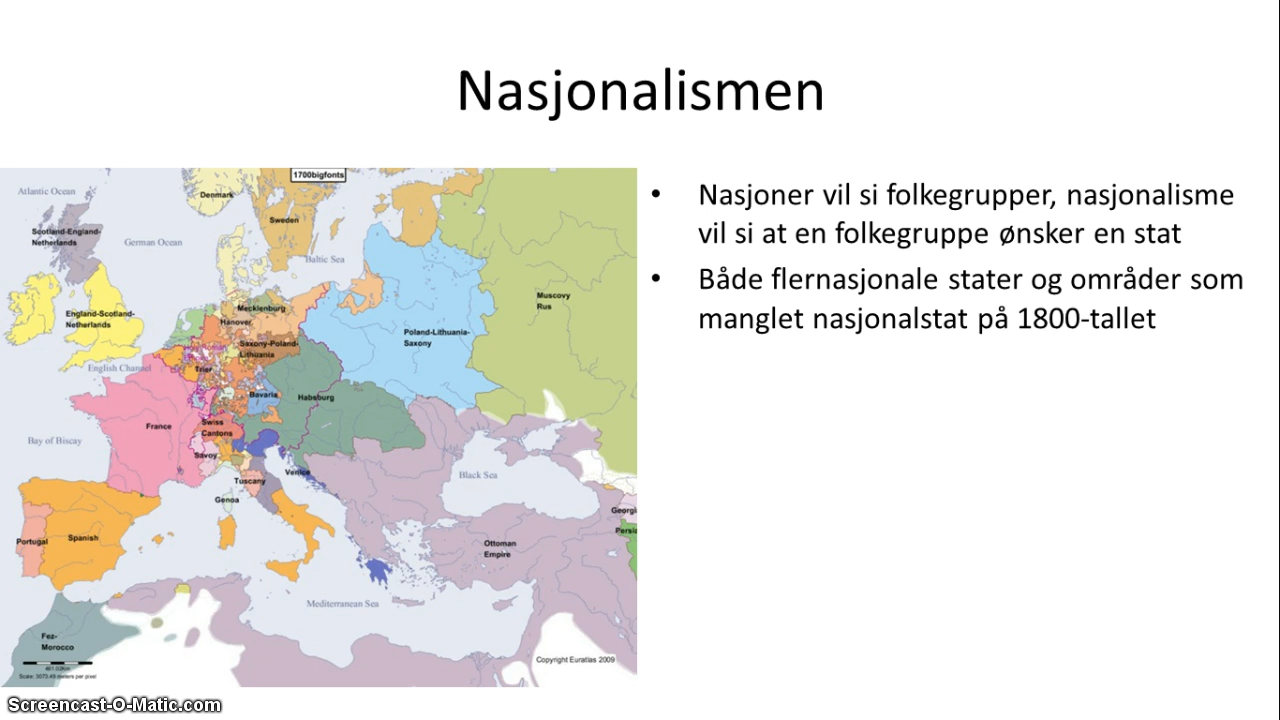 Nasjonalismen
1700bigfonts
Atlantic Ocean
Denmark
Sweden
Scotland-England-
Netherlands
German Ocean
Baltic Sea
Muscovy
Rus
England-Scotland-
Netherlands
Mecklenburg
Hanover
Poland-Lithuania-
Saxony
Saxony-Poland-
Lithuania
English Channel
Trier
Bavaria
Habsburg
France
Swiss
Cantons
Bay of Biscay
Savoy
Venice
Black Sea
Tuscany
Genoa
Georgia
Persia
Portugal
Spanish
Ottoman
Empire
Mediterranean Sea
Fez-
Morocco
Copyright Euratlas 2009
• Nasjoner vil si folkegrupper, nasjonalisme
vil si at en folkegruppe ønsker en stat
• Både flernasjonale stater og områder som
manglet nasjonalstat på 1800-tallet
Screencast-O-Matic.com